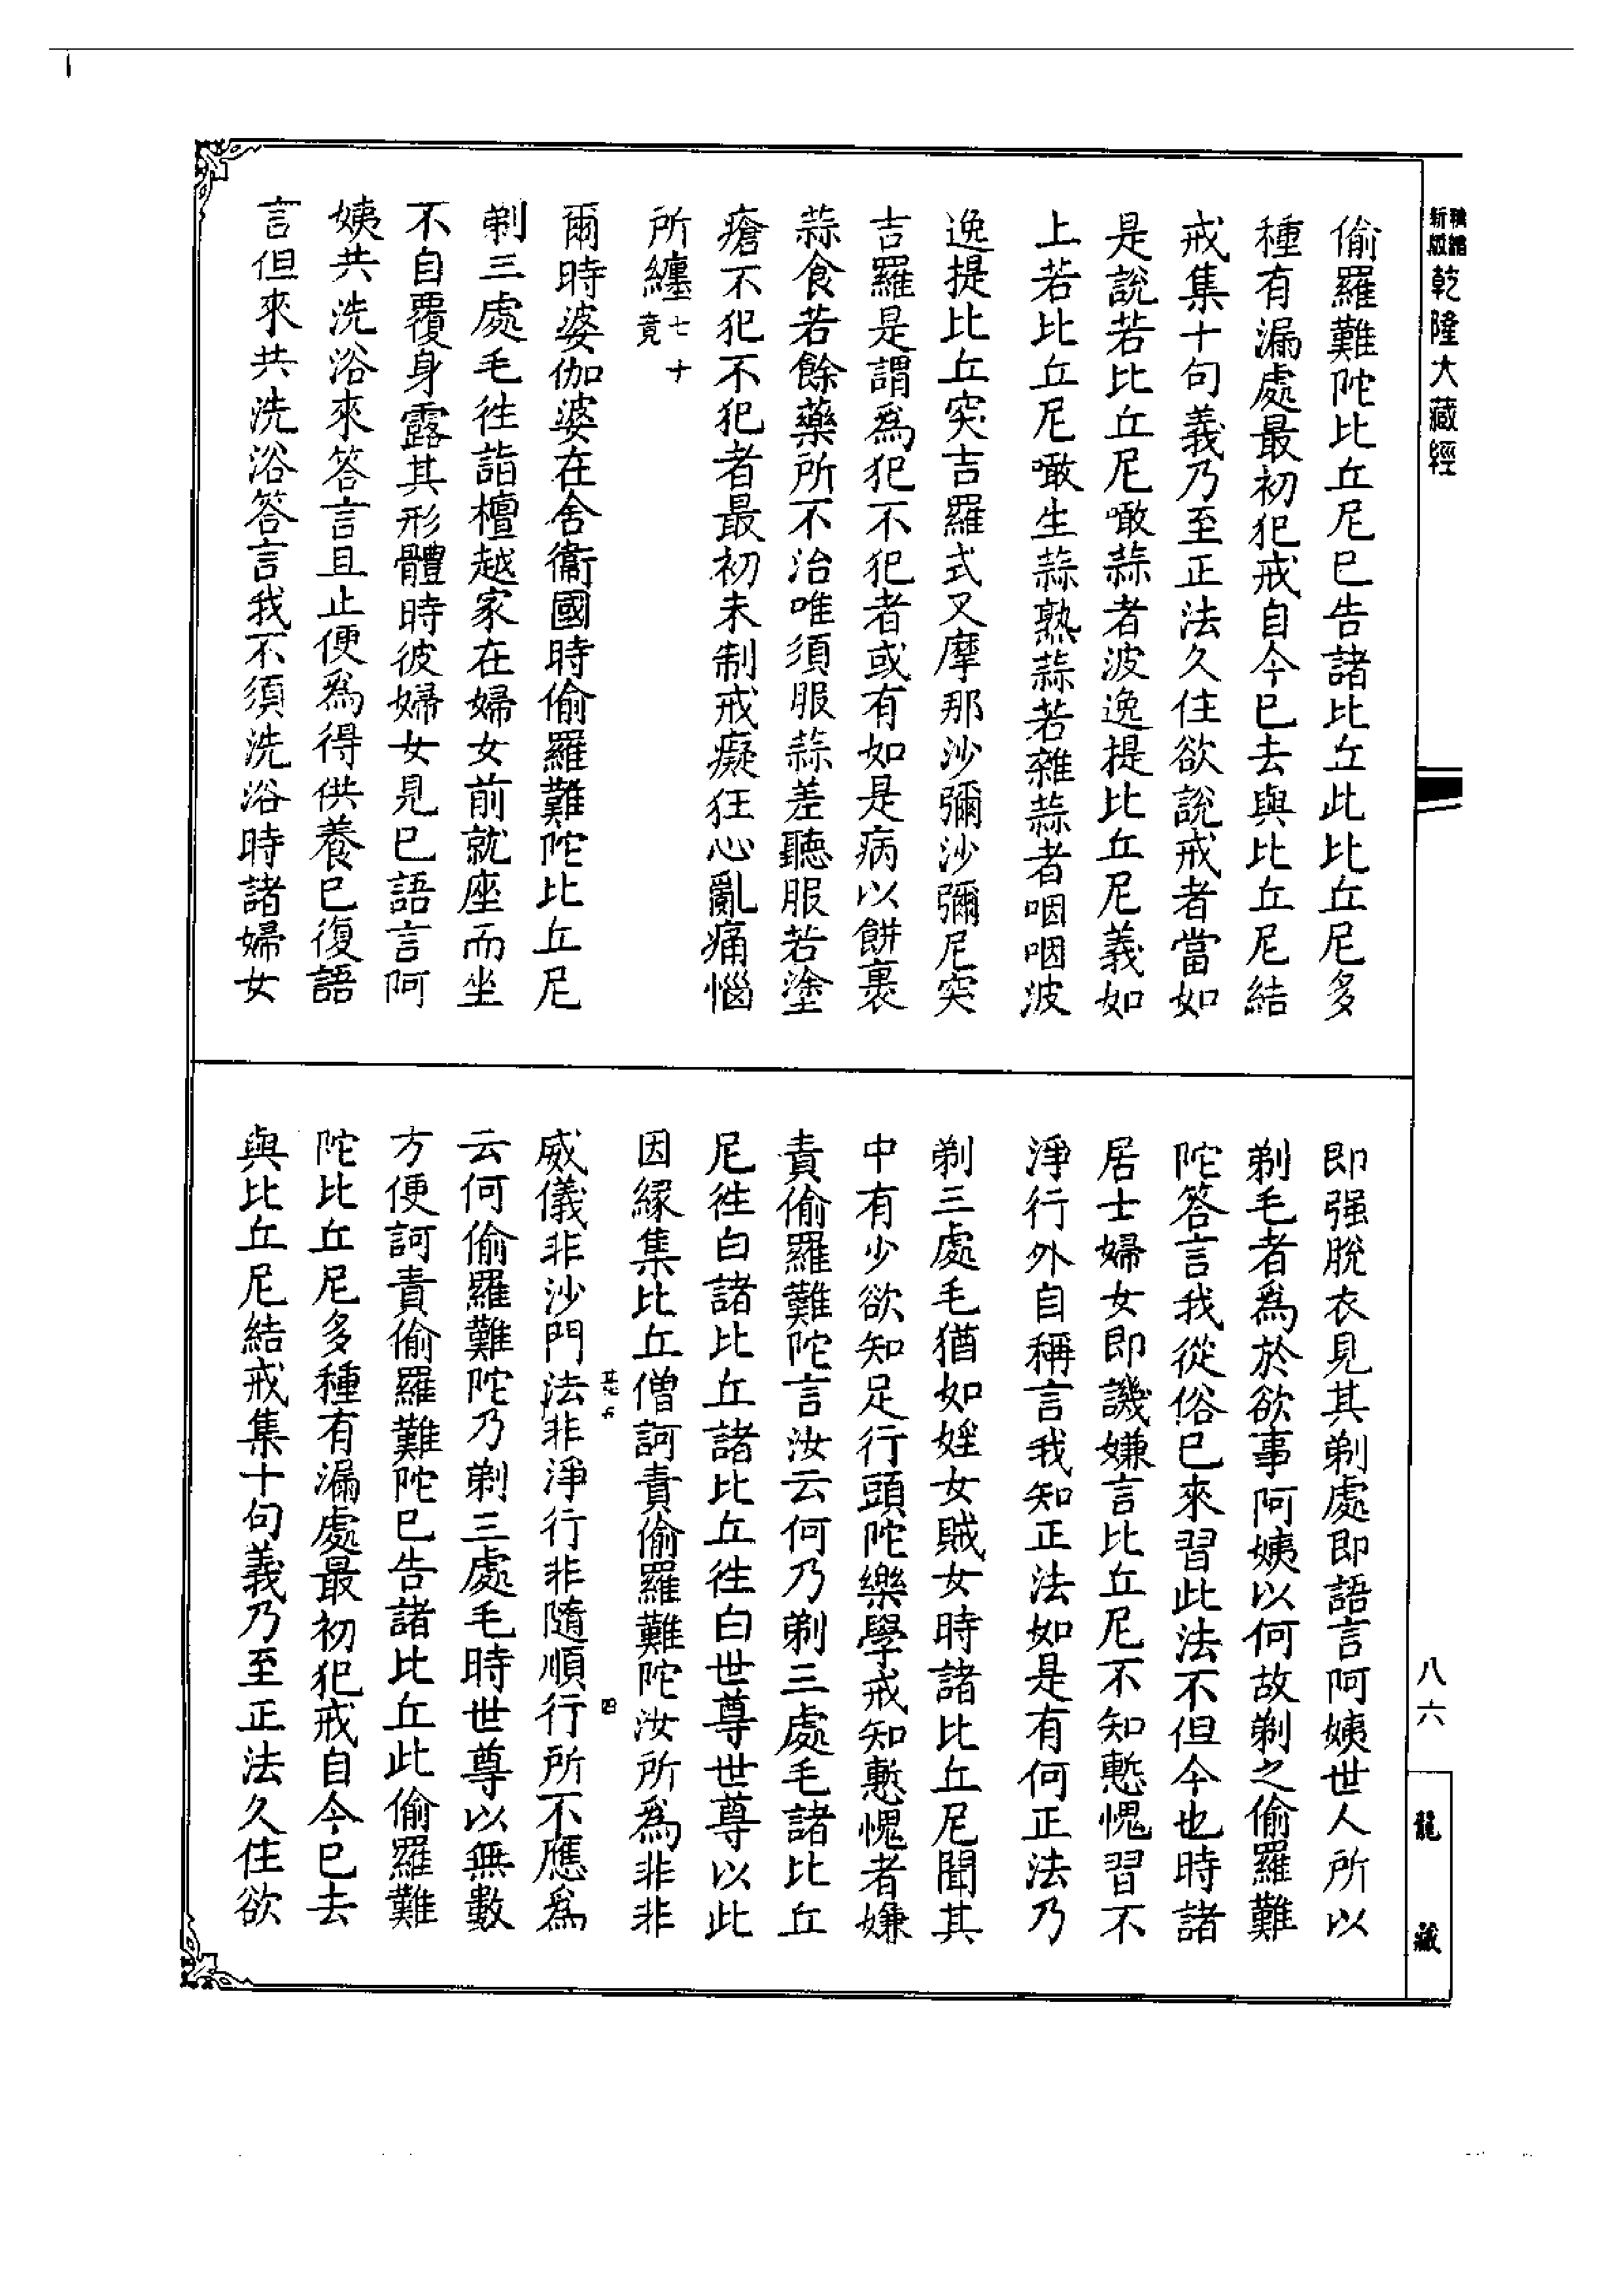 精縮新版乾隆大藏經
偷羅難陀比丘尼已告諸比丘此比丘尼多
種有漏處最初犯戒自今已去與比丘尼結
戒集十句義乃至正法久住欲說戒者當如
是說若比丘尼噉蒜者波逸提比丘尼義如
上若比丘尼噉生蒜熟蒜若雜蒜者咽咽波
逸提比丘突吉羅式叉摩那沙彌沙彌尼突
吉羅是謂爲犯不犯者或有如是病以餅裹
蒜食若餘藥所不治唯須服蒜差聽服若塗
瘡不犯不犯者最初未制戒癡狂心亂痛惱
所纏七十竟
爾時婆伽婆在舍衞國時偷羅難陀比丘尼
剃三處毛徃詣檀越家在婦女前就座而坐
不自覆身露其形體時彼婦女見已語言阿
姨共洗浴來答言且止便爲得供養已復語
言但來共洗浴答言我不須洗浴時諸婦女
即强脫衣見其剃處即語言阿姨世人所以
剃毛者爲於欲事阿姨以何故剃之偷羅難
陀答言我從俗已來習此法不但今也時諸
居士婦女即譏嫌言比丘尼不知慙愧習不
淨行外自稱言我知正法如是有何正法乃
剃三處毛猶如婬女賊女時諸比丘尼聞其
中有少欲知足行頭陀樂學戒知慙愧者嫌
責偷羅難陀言汝云何乃剃三處毛諸比丘
尼徃白諸比丘諸比丘徃白世尊世尊以此
因緣集比丘僧訶責偷羅難陀汝所爲非非
威儀非沙門法非淨行非隨順行所不應爲
四
云何偷羅難陀乃剃三處毛時世尊以無數
方便訶責偷羅難陀已告諸比丘此偷羅難
陀比丘尼多種有漏處最初犯戒自今已去
與比丘尼結戒集十句義乃至正法久住欲
八六
龍藏